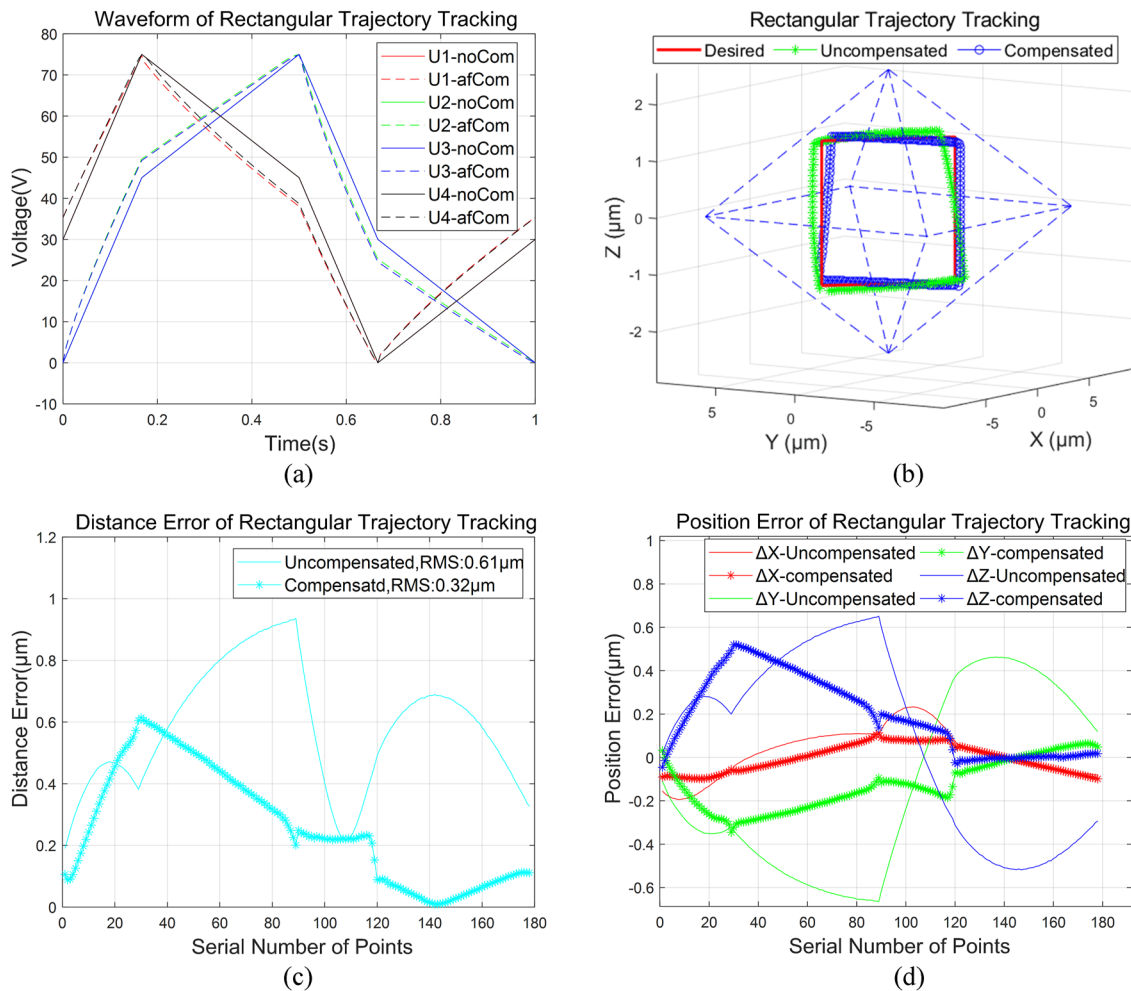 Waveform of Rectangular Trajectory Tracking
80
70
60
50
40
30
20
10
0
-10
0
0.2
0.4
0.6
0.8
1
Voltage(V)
Time(s)
U1-noCom
U1-afCom
U2-noCom
U2-afCom
U3-noCom
U3-afCom
U4-noCom
U4-afCom
(a)
Rectangular Trajectory Tracking
Desired Uncompensated Compensated
2
1
0
-1
-2
Z (μm)
5
0
-5
Y (μm)
-5
0
5
X (μm)
(b)
Distance Error of Rectangular Trajectory Tracking
1.2
1
0.8
0.6
0.4
0.2
0
0
20
40
60
80
100
120
140
160
180
Distance Error(μm)
Serial Number of Points
Uncompensated,RMS:0.61μm
Compensatd,RMS:0.32μm
(c)
Position Error of Rectangular Trajectory Tracking
1
0.8
0.6
0.4
0.2
0
-0.2
-0.4
-0.6
0
20
40
60
80
100
120
140
160
180
Position Error(μm)
Serial Number of Points
ΔX-Uncompensated
ΔX-compensated
ΔY-Uncompensated
ΔY-compensated
ΔZ-Uncompensated
ΔZ-compensated
(d)